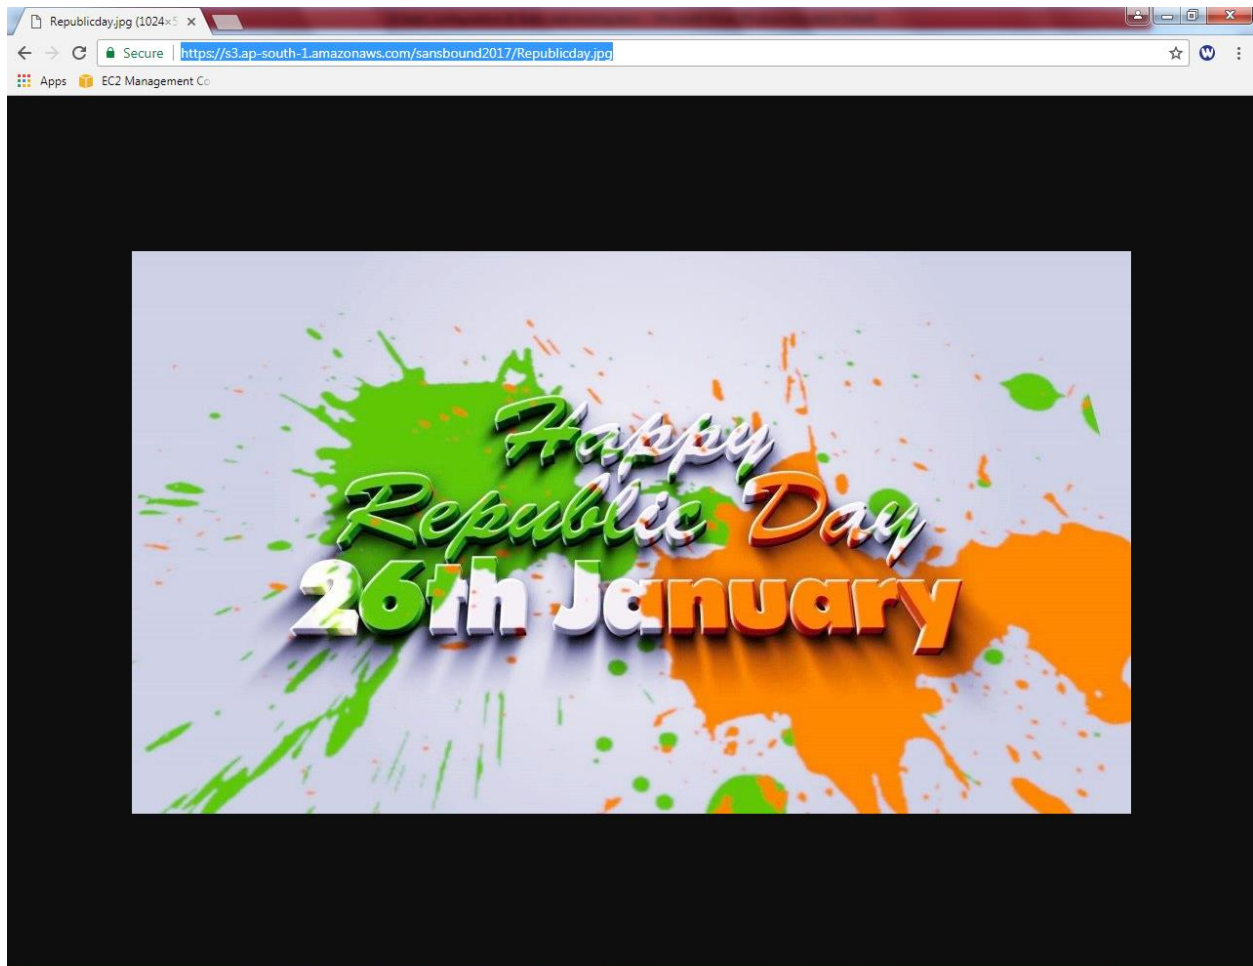 Republicday.jpg (1024×5
Secure
https://s3.ap-south-1.amazonaws.com/sansbound2017/Republicday.jpg
Apps
EC2 Management Co
Happy
Republic Day
26th January